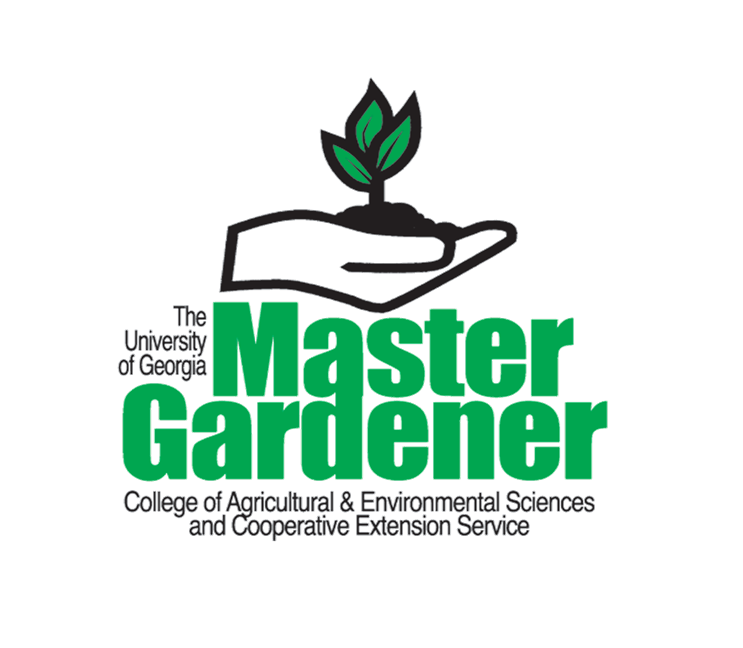 The
University
of Georgia
Master
Gardener
College of Agricultural & Environmental Sciences
and Cooperative Extension Service